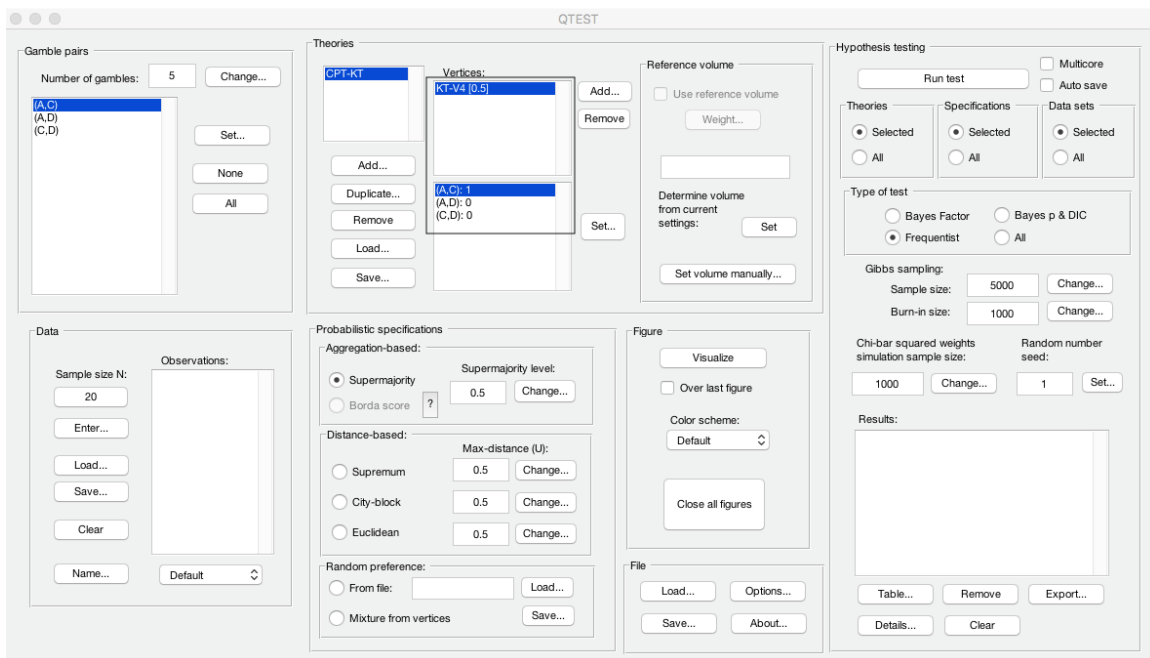 QTEST
Gamble pairs
Number of gambles: 5 Change...
(A,C)
(A,D)
(C,D)
Set...
None
All
Theories
CPT-KT
Add...
Duplicate...
Remove
Load...
Save...
Vertices:
KT-V4 [0.5]
Add...
Remove
(A,C): 1
(A,D): 0
(C,D): 0
Set...
Reference volume
Use reference volume
Weight...
Determine volume
from current
settings: Set
Set volume manually...
Hypothesis testing
Run test
Multicore
Auto save
Theories
Selected
All
Specifications
Selected
All
Data sets
Selected
All
Type of test
Bayes Factor Bayes p & DIC
Frequentist All
Gibbs sampling:
Sample size: 5000 Change...
Burn-in size: 1000 Change...
Chi-bar squared weights
simulation sample size:
1000 Change...
Random number
seed:
1 Set...
Results:
Table... Remove Export...
Details... Clear
Data
Sample size N:
20
Enter...
Load...
Save...
Clear
Name...
Observations:
Default
Probabilistic specifications
Aggregation-based:
Supermajority
Borda score ?
Supermajority level:
0.5 Change...
Distance-based:
Max-distance (U):
Supremum 0.5 Change...
City-block 0.5 Change...
Euclidean 0.5 Change...
Random preference:
From file: Load...
Mixture from vertices Save...
Figure
Visualize
Over last figure
Color scheme:
Default
Close all figures
File
Load... Options...
Save... About...